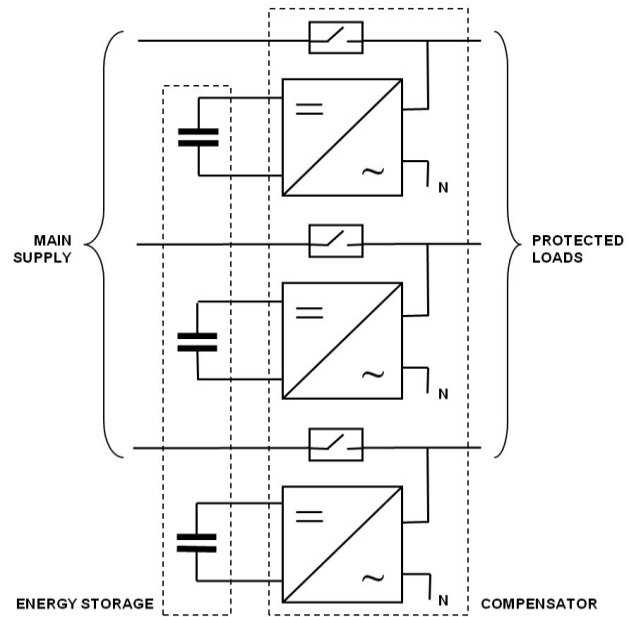 N
MAIN
SUPPLY
PROTECTED
LOADS
N
N
ENERGY STORAGE
COMPENSATOR